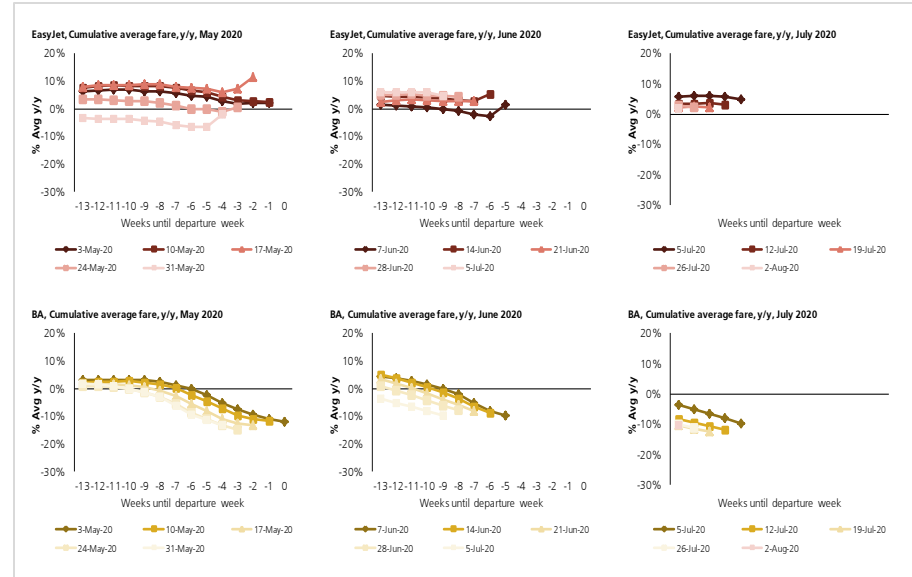 EasyJet, Cumulative average fare, y/y, May 2020
20%
10%
0%
-10%
-20%
-30%
% Avg y/y
-13 -12 -11 -10 -9 -8 -7 -6 -5 -4 -3 -2 -1 0
Weeks until departure week
3-May-20 10-May-20 17-May-20
24-May-20 31-May-20
EasyJet, Cumulative average fare, y/y, June 2020
20%
10%
0%
-10%
-20%
-30%
% Avg y/y
-13 -12 -11 -10 -9 -8 -7 -6 -5 -4 -3 -2 -1 0
Weeks until departure week
7-Jun-20 14-Jun-20 21-Jun-20
28-Jun-20 5-Jul-20
EasyJet, Cumulative average fare, y/y, July 2020
20%
10%
0%
-10%
-20%
-30%
% Avg y/y
Weeks until departure week
5-Jul-20 12-Jul-20 19-Jul-20
26-Jul-20 2-Aug-20
BA, Cumulative average fare, y/y, May 2020
20%
10%
0%
-10%
-20%
-30%
% Avg y/y
-13 -12 -11 -10 -9 -8 -7 -6 -5 -4 -3 -2 -1 0
Weeks until departure week
3-May-20 10-May-20 17-May-20
24-May-20 31-May-20
BA, Cumulative average fare, y/y, June 2020
20%
10%
0%
-10%
-20%
-30%
% Avg y/y
-13 -12 -11 -10 -9 -8 -7 -6 -5 -4 -3 -2 -1 0
Weeks until departure week
7-Jun-20 14-Jun-20 21-Jun-20
28-Jun-20 5-Jul-20
BA, Cumulative average fare, y/y, July 2020
20%
10%
0%
-10%
-20%
-30%
% Avg y/y
Weeks until departure week
5-Jul-20 12-Jul-20 19-Jul-20
26-Jul-20 2-Aug-20